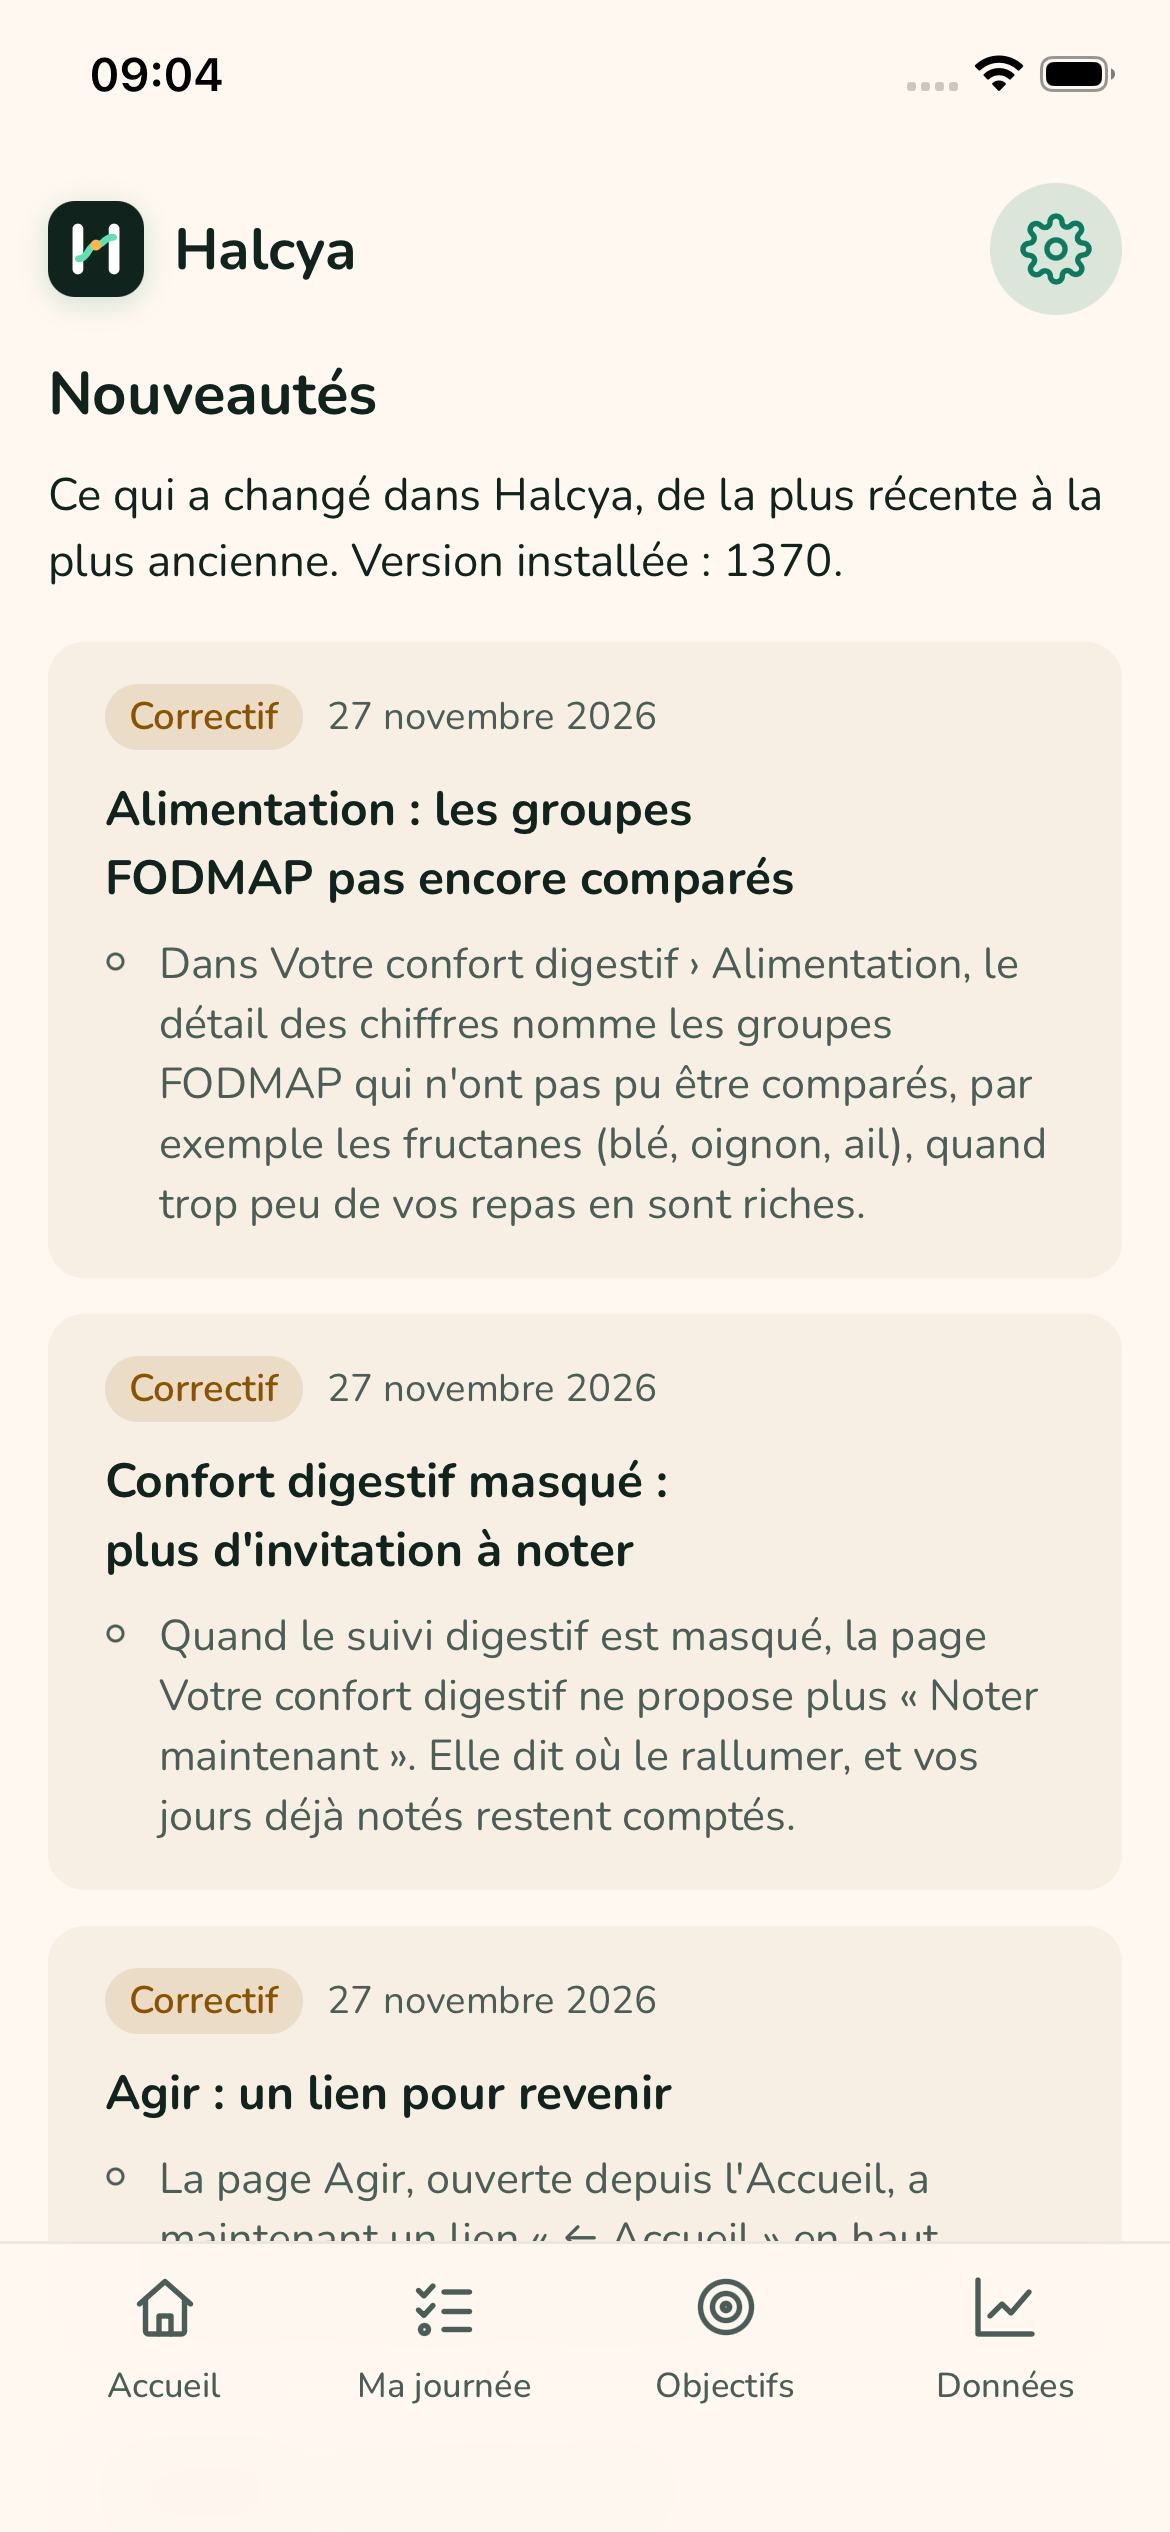 09:04
Halcya
Nouveautés
Ce qui a changé dans Halcya, de la plus récente à la
plus ancienne. Version installée : 1370.
Correctif 27 novembre 2026
Alimentation : les groupes
FODMAP pas encore comparés
Dans Votre confort digestif › Alimentation, le
détail des chiffres nomme les groupes
FODMAP qui n'ont pas pu être comparés, par
exemple les fructanes (blé, oignon, ail), quand
trop peu de vos repas en sont riches.
Correctif 27 novembre 2026
Confort digestif masqué :
plus d'invitation à noter
Quand le suivi digestif est masqué, la page
Votre confort digestif ne propose plus « Noter
maintenant ». Elle dit où le rallumer, et vos
jours déjà notés restent comptés.
Correctif 27 novembre 2026
Agir : un lien pour revenir
La page Agir, ouverte depuis l'Accueil, a
maintenant un lien « ← Accueil » en haut
Accueil Ma journée Objectifs Données